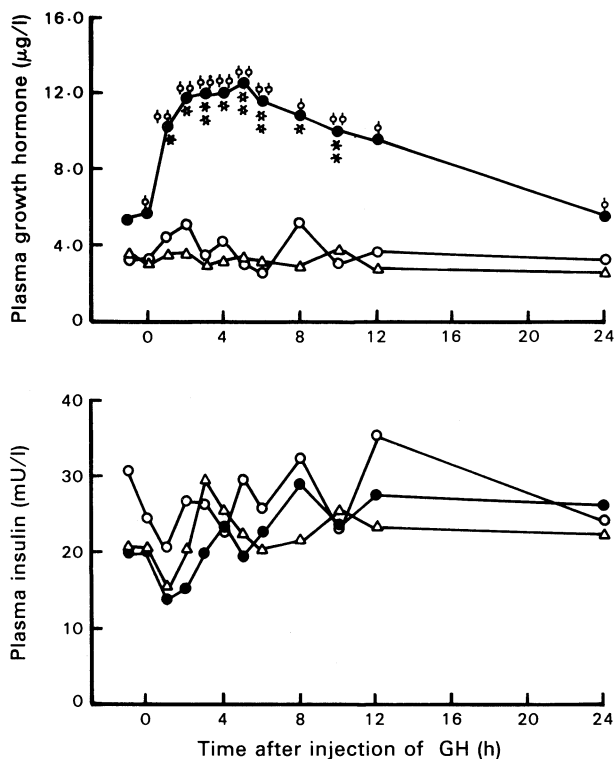 Plasma growth hormone (µg/l)
16·0
12·0
8·0
4·0
0
0 4 8 12 16 20 24
Plasma insulin (mU/l)
40
30
20
10
0
0 4 8 12 16 20 24
Time after injection of GH (h)